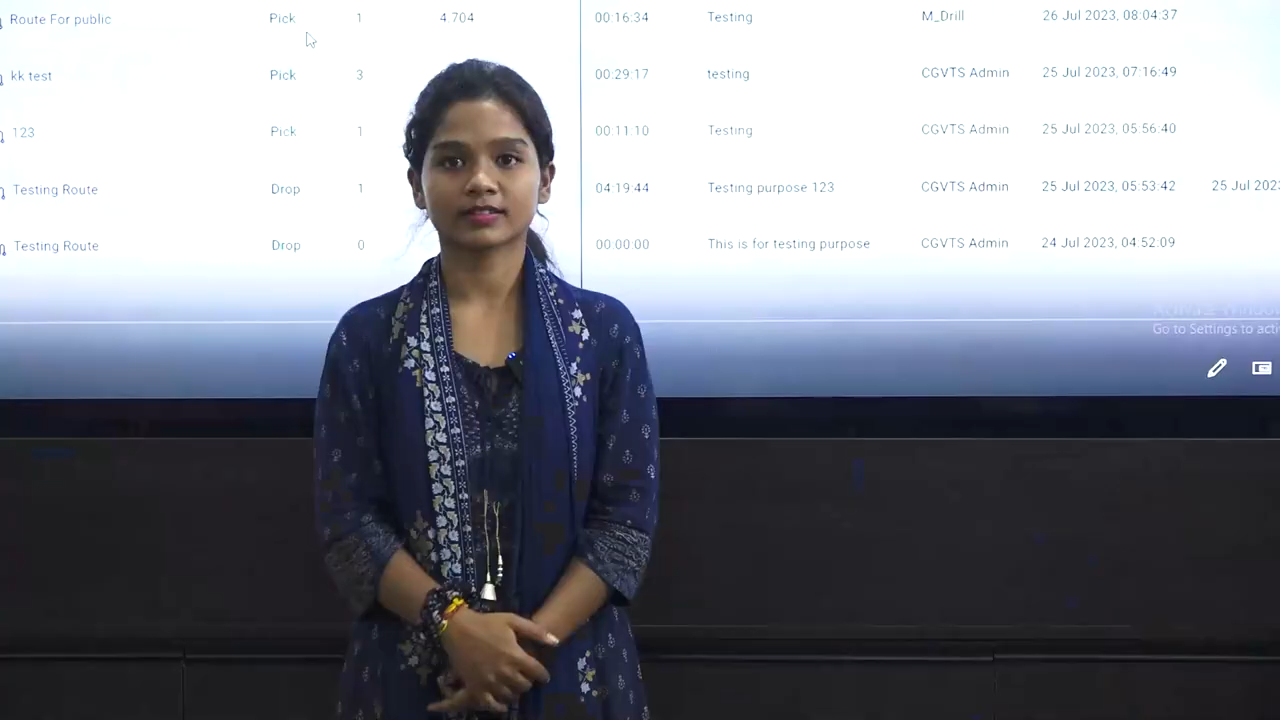 Route For public Pick 1 4.704 00:16:34 Testing M_Drill 26 Jul 2023, 08:04:37
kk test Pick 3 00:29:17 testing CGVTS Admin 25 Jul 2023, 07:16:49
123 Pick 1 00:11:10 Testing CGVTS Admin 25 Jul 2023, 05:56:40
Testing Route Drop 1 04:19:44 Testing purpose 123 CGVTS Admin 25 Jul 2023, 05:53:42 25 Jul 202
Testing Route Drop 0 00:00:00 This is for testing purpose CGVTS Admin 24 Jul 2023, 04:52:09
Go to Settings to acti